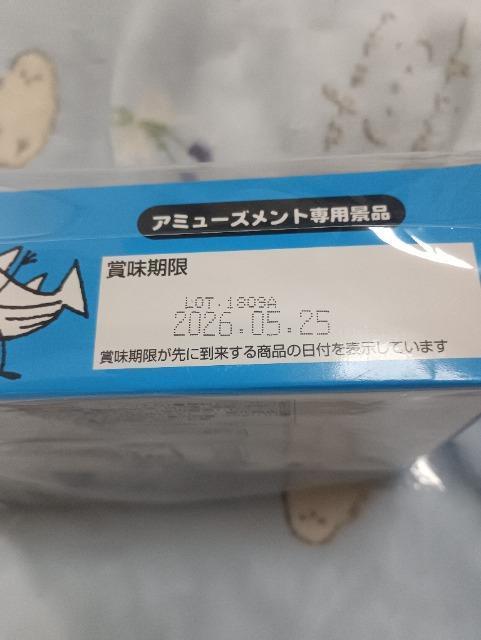 アミューズメント専用景品
賞味期限
LOT.1809A
2026.05.25
賞味期限が先に到来する商品の日付を表示しています